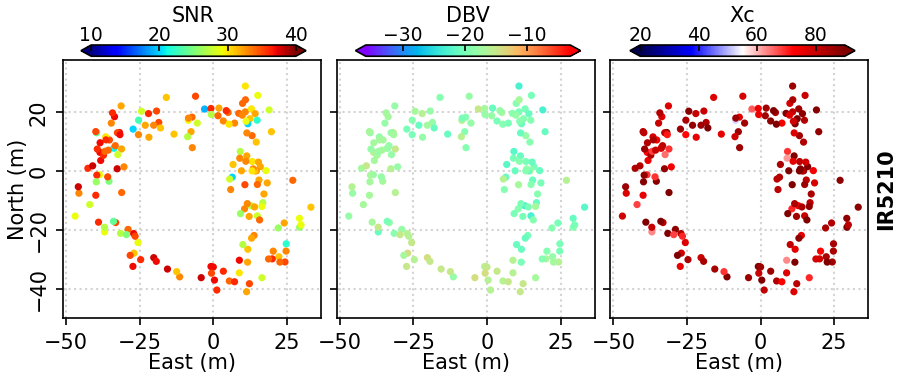 SNR DBV Xc
10 20 30 40 −30 −20 −10 20 40 60 80
North (m)
20
0
−20
−40
−50 −25 0 25 −50 −25 0 25 −50 −25 0 25
East (m) East (m) East (m)
IR5210